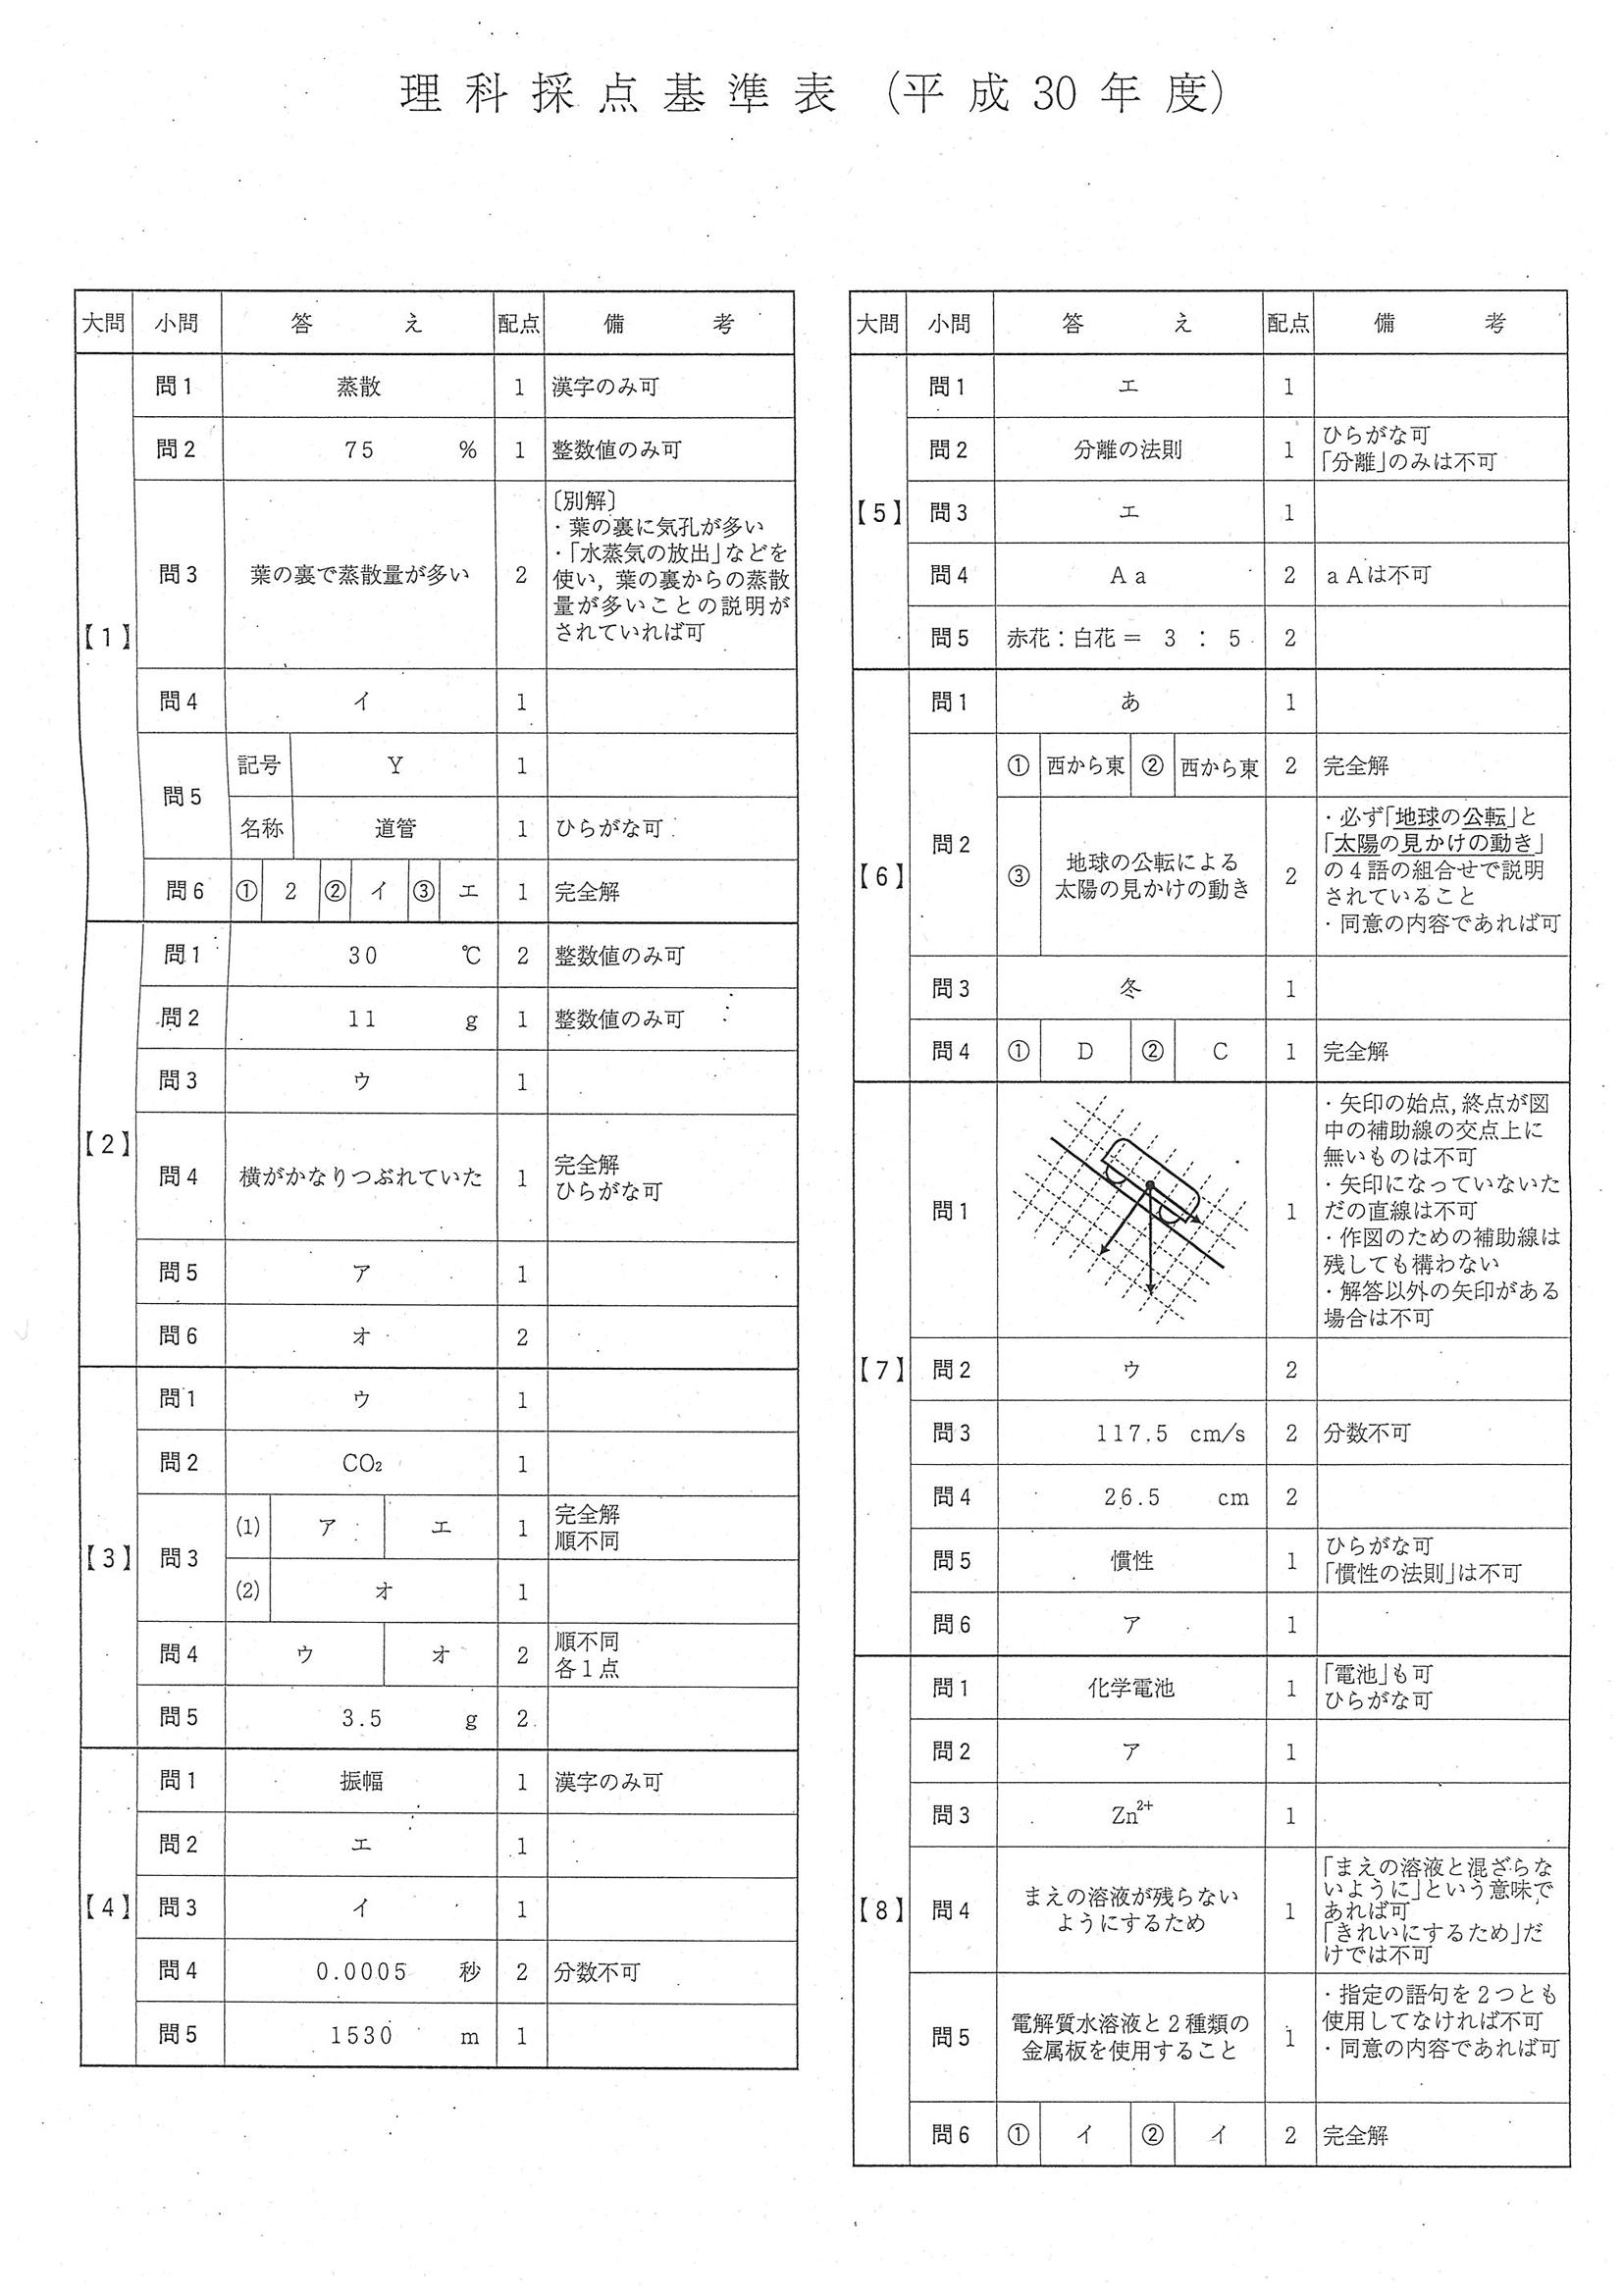 理科採点基準表（平成30年度）
大問 小問 答え 配点 備考
【1】
問1 蒸散 1 漢字のみ可
問2 75 % 1 整数値のみ可
問3 葉の裏で蒸散量が多い 2
〔別解〕
・葉の裏に気孔が多い
・「水蒸気の放出」などを
使い，葉の裏からの蒸散
量が多いことの説明が
されていれば可
問4 イ 1
問5 記号 Y 1
名称 道管 1 ひらがな可
問6 ① 2 ② イ ③ エ 1 完全解
【2】
問1 30 ℃ 2 整数値のみ可
問2 11 g 1 整数値のみ可
問3 ウ 1
問4 横がかなりつぶれていた 1
完全解
ひらがな可
問5 ア 1
問6 オ 2
【3】
問1 ウ 1
問2 CO₂ 1
問3 (1) ア エ 1
完全解
順不同
(2) オ 1
問4 ウ オ 2
順不同
各1点
問5 3.5 g 2
【4】
問1 振幅 1 漢字のみ可
問2 エ 1
問3 イ 1
問4 0.0005 秒 2 分数不可
問5 1530 m 1
大問 小問 答え 配点 備考
【5】
問1 エ 1
問2 分離の法則 1
ひらがな可
「分離」のみは不可
問3 エ 1
問4 Aa 2 aAは不可
問5 赤花：白花＝ 3 ： 5 2
【6】
問1 あ 1
問2 ① 西から東 ② 西から東 2 完全解
③
地球の公転による
太陽の見かけの動き
2
・必ず「地球の公転」と
「太陽の見かけの動き」
の4語の組合せで説明
されていること
・同意の内容であれば可
問3 冬 1
問4 ① D ② C 1 完全解
【7】
問1 1
・矢印の始点，終点が図
中の補助線の交点上に
無いものは不可
・矢印になっていないた
だの直線は不可
・作図のための補助線は
残しても構わない
・解答以外の矢印がある
場合は不可
問2 ウ 2
問3 117.5 cm/s 2 分数不可
問4 26.5 cm 2
問5 慣性 1
ひらがな可
「慣性の法則」は不可
問6 ア 1
【8】
問1 化学電池 1
「電池」も可
ひらがな可
問2 ア 1
問3 Zn²⁺ 1
問4
まえの溶液が残らない
ようにするため
1
「まえの溶液と混ざらな
いように」という意味で
あれば可
「きれいにするため」だ
けでは不可
問5
電解質水溶液と2種類の
金属板を使用すること
1
・指定の語句を2つとも
使用してなければ不可
・同意の内容であれば可
問6 ① イ ② イ 2 完全解